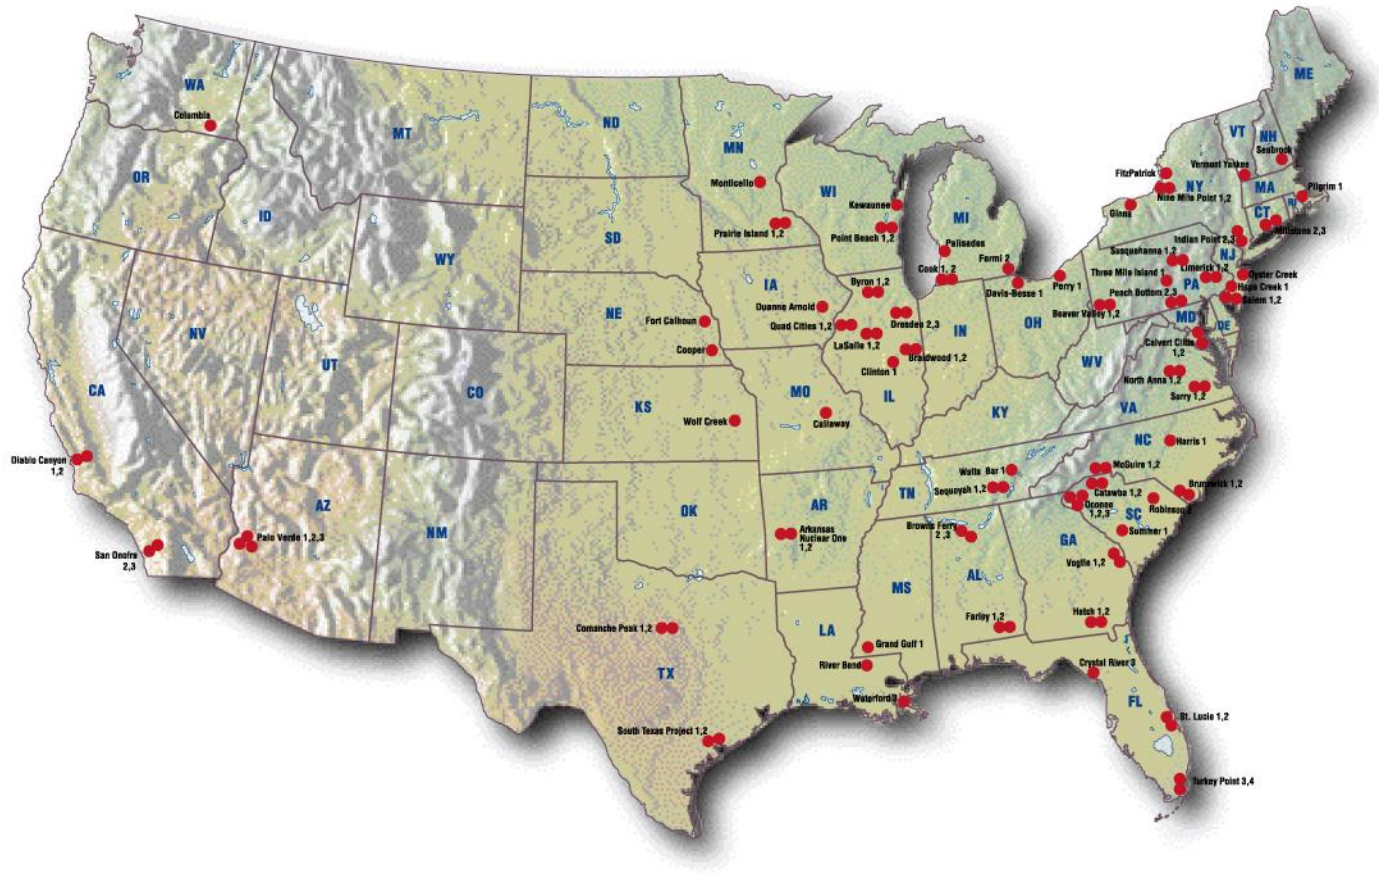 ME
WA
VT
NH
Columbia
MT
ND
MN
Seabrook
Vermont Yankee
FitzPatrick
OR
Monticello
WI
NY
MA
Pilgrim 1
Nine Mile Point 1,2
ID
Kewaunee
RI
Ginna
CT
MI
Millstone 2,3
Prairie Island 1,2
Point Beach 1,2
SD
Indian Point 2,3
Palisades
Susquehanna 1,2
NJ
WY
Fermi 2
Limerick 1,2
Cook 1, 2
Three Mile Island 1
Oyster Creek
IA
Byron 1,2
Perry 1
PA
Hope Creek 1
Davis-Besse 1
Peach Bottom 2,3
Salem 1,2
Duanne Arnold
Beaver Valley 1,2
NE
MD
Fort Calhoun
Quad Cities 1,2
Dresden 2,3
IN
OH
DE
NV
LaSalle 1,2
Calvert Cliffs
1,2
Cooper
Braidwood 1,2
UT
WV
Clinton 1
North Anna 1,2
CA
CO
MO
IL
Surry 1,2
KS
VA
KY
Wolf Creek
Callaway
NC
Harris 1
Diablo Canyon
1,2
Watts Bar 1
McGuire 1,2
Sequoyah 1,2
TN
Catawba 1,2
Brunswick 1,2
AZ
AR
Oconee
1,2,3
Robinson 2
OK
SC
NM
Browns Ferry
2,3
Arkansas
Nuclear One
1,2
Summer 1
Palo Verde 1,2,3
GA
San Onofre
2,3
Vogtle 1,2
AL
MS
Hatch 1,2
Farley 1,2
Comanche Peak 1,2
LA
Grand Gulf 1
River Bend
Crystal River 3
TX
Waterford 3
FL
St. Lucie 1,2
South Texas Project 1,2
Turkey Point 3,4